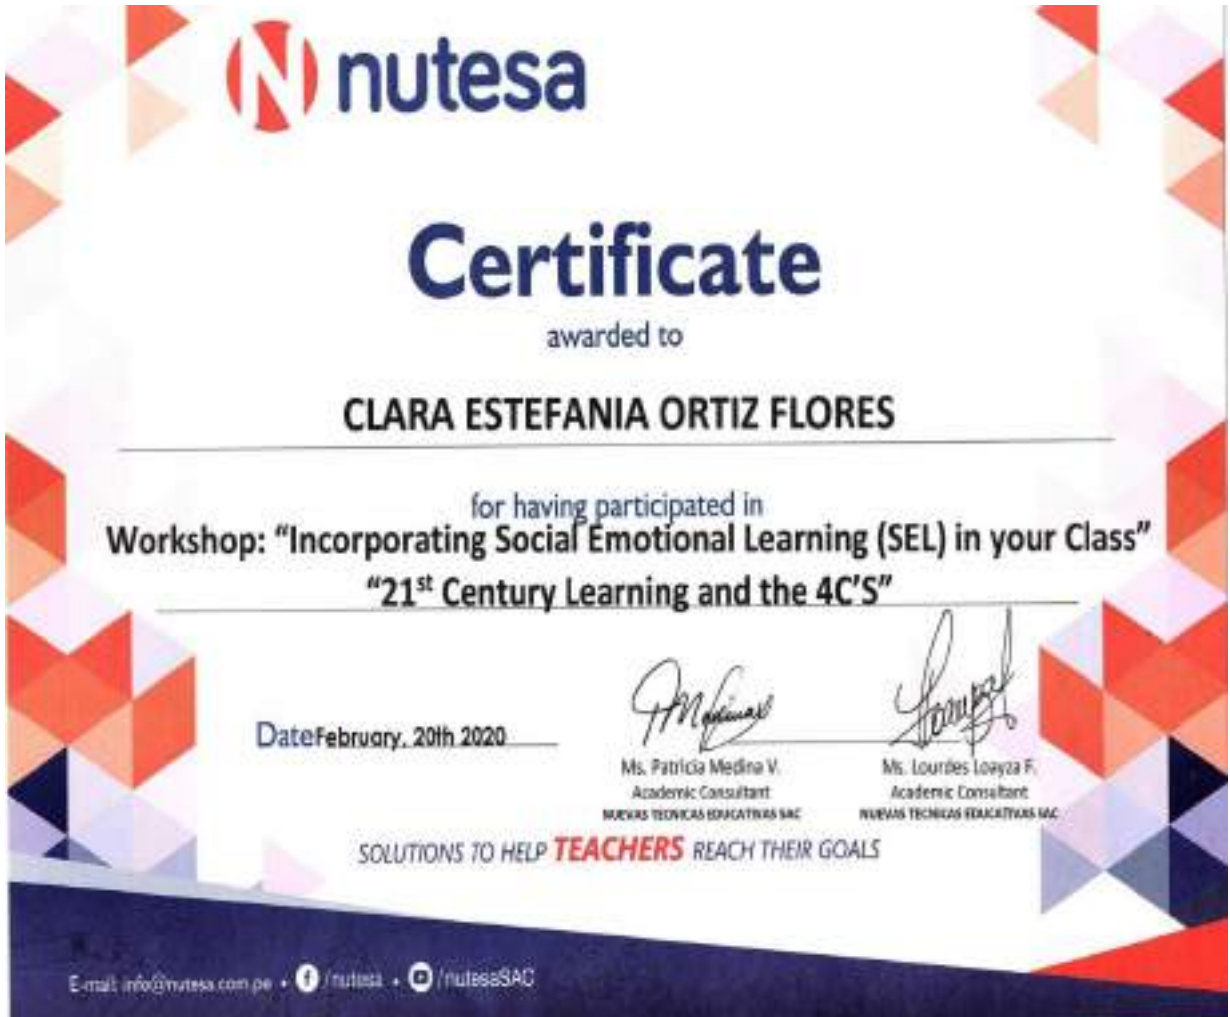 N nutesa
Certificate
awarded to
CLARA ESTEFANIA ORTIZ FLORES
for having participated in
Workshop: “Incorporating Social Emotional Learning (SEL) in your Class”
“21st Century Learning and the 4C’S”
Date February, 20th 2020
Ms. Patricia Medina V.
Academic Consultant
NUEVAS TECNICAS EDUCATIVAS SAC
Ms. Lourdes Loayza F.
Academic Consultant
NUEVAS TECNICAS EDUCATIVAS SAC
SOLUTIONS TO HELP TEACHERS REACH THEIR GOALS
E-mail: info@nutesa.com.pe • f /nutesa • /nutesaSAC